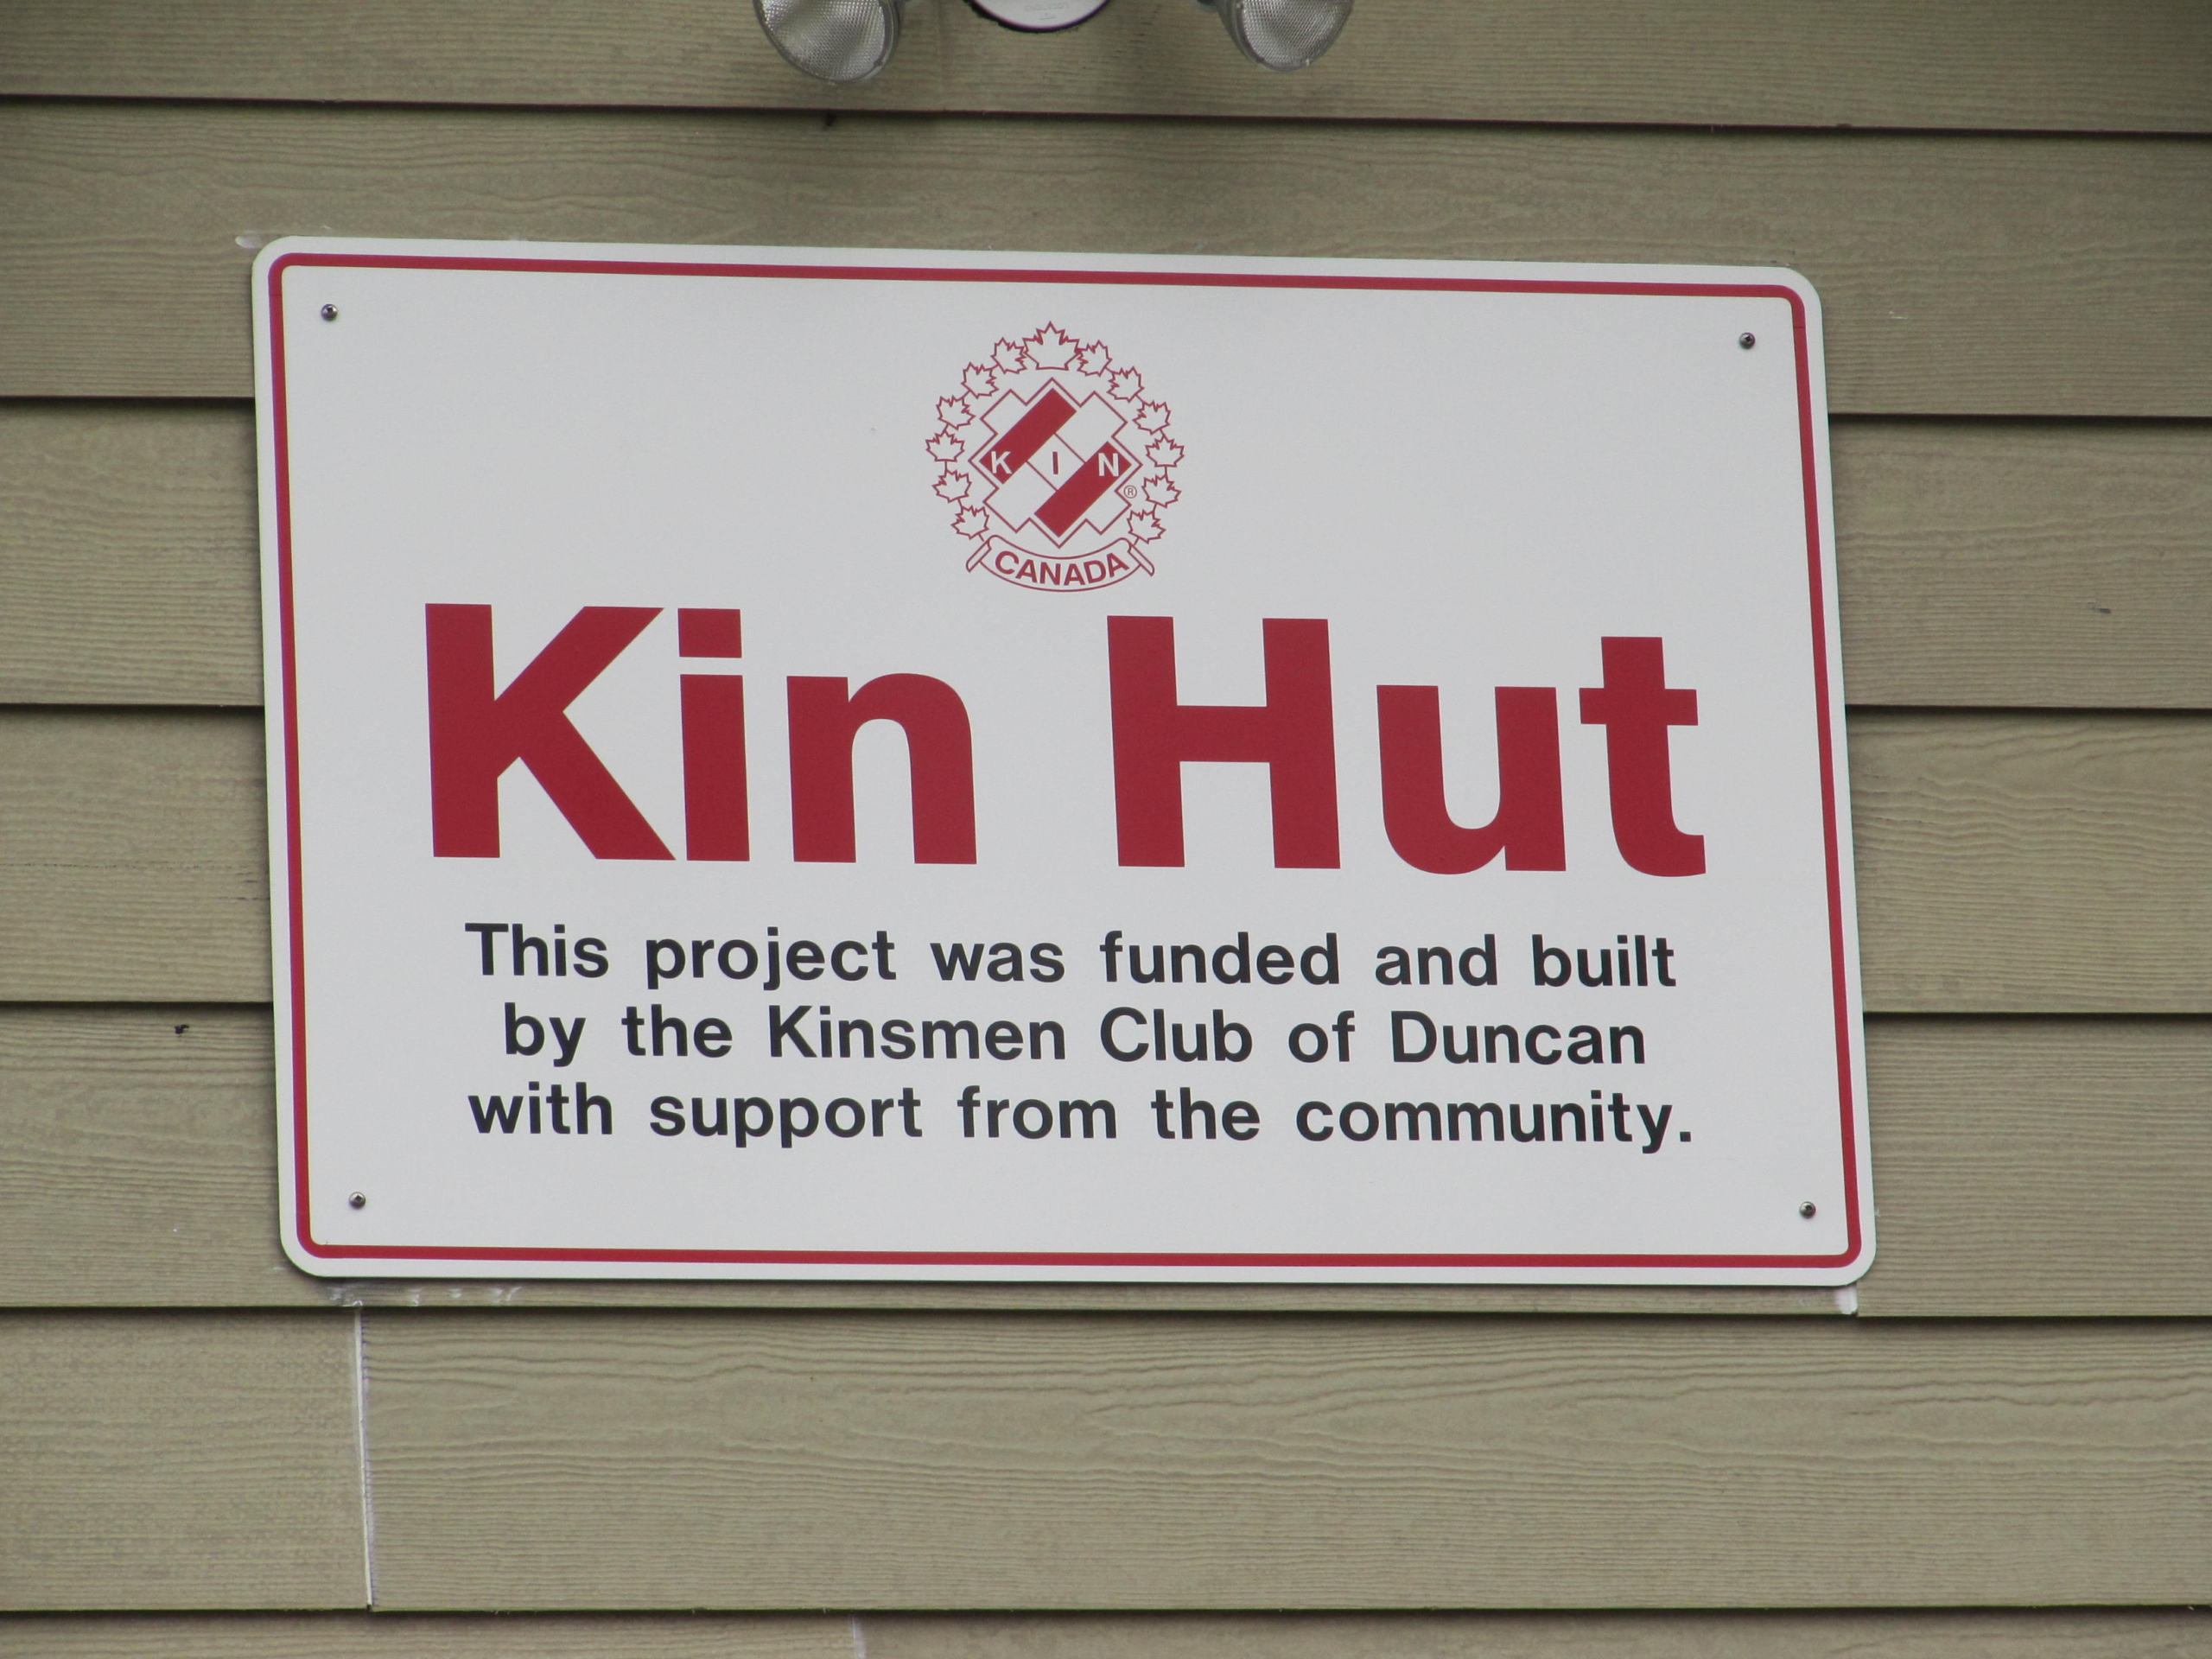 KIN ®
CANADA
Kin Hut
This project was funded and built
by the Kinsmen Club of Duncan
with support from the community.